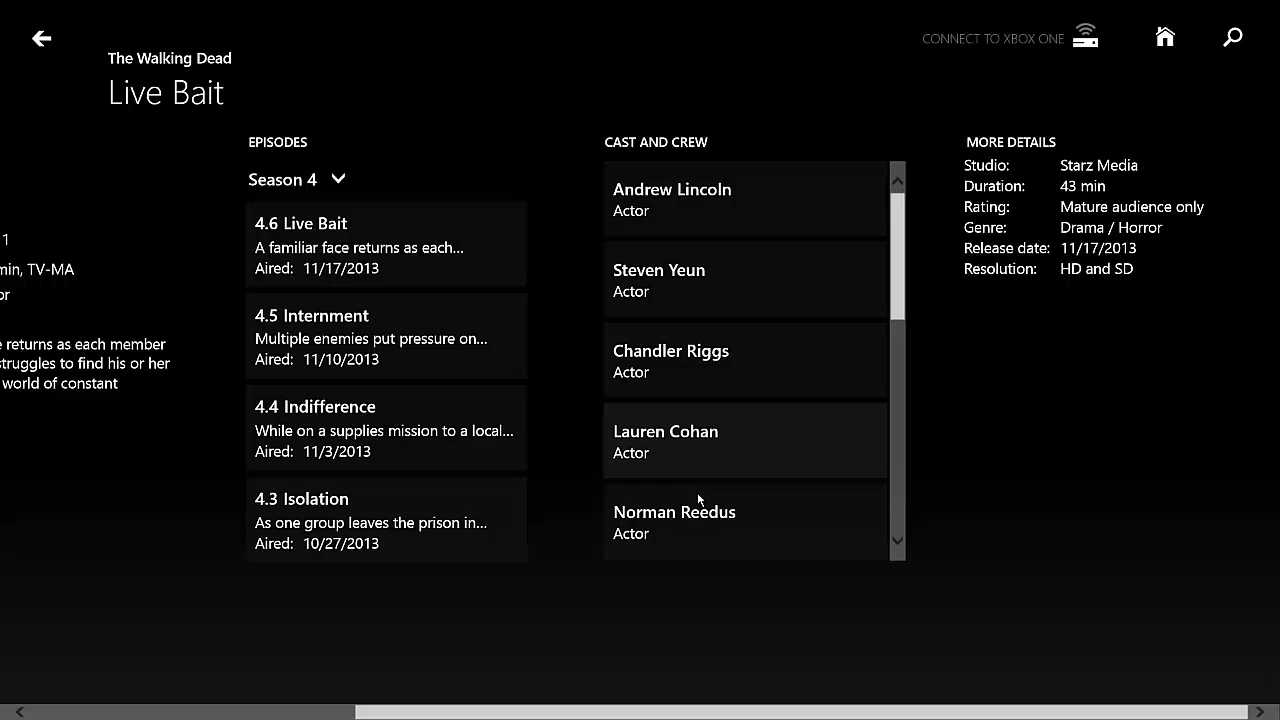 CONNECT TO XBOX ONE
The Walking Dead
Live Bait
1
min, TV-MA
or
returns as each member
struggles to find his or her
world of constant
EPISODES
Season 4
4.6 Live Bait
A familiar face returns as each...
Aired: 11/17/2013
4.5 Internment
Multiple enemies put pressure on...
Aired: 11/10/2013
4.4 Indifference
While on a supplies mission to a local...
Aired: 11/3/2013
4.3 Isolation
As one group leaves the prison in...
Aired: 10/27/2013
CAST AND CREW
Andrew Lincoln
Actor
Steven Yeun
Actor
Chandler Riggs
Actor
Lauren Cohan
Actor
Norman Reedus
Actor
MORE DETAILS
Studio: Starz Media
Duration: 43 min
Rating: Mature audience only
Genre: Drama / Horror
Release date: 11/17/2013
Resolution: HD and SD